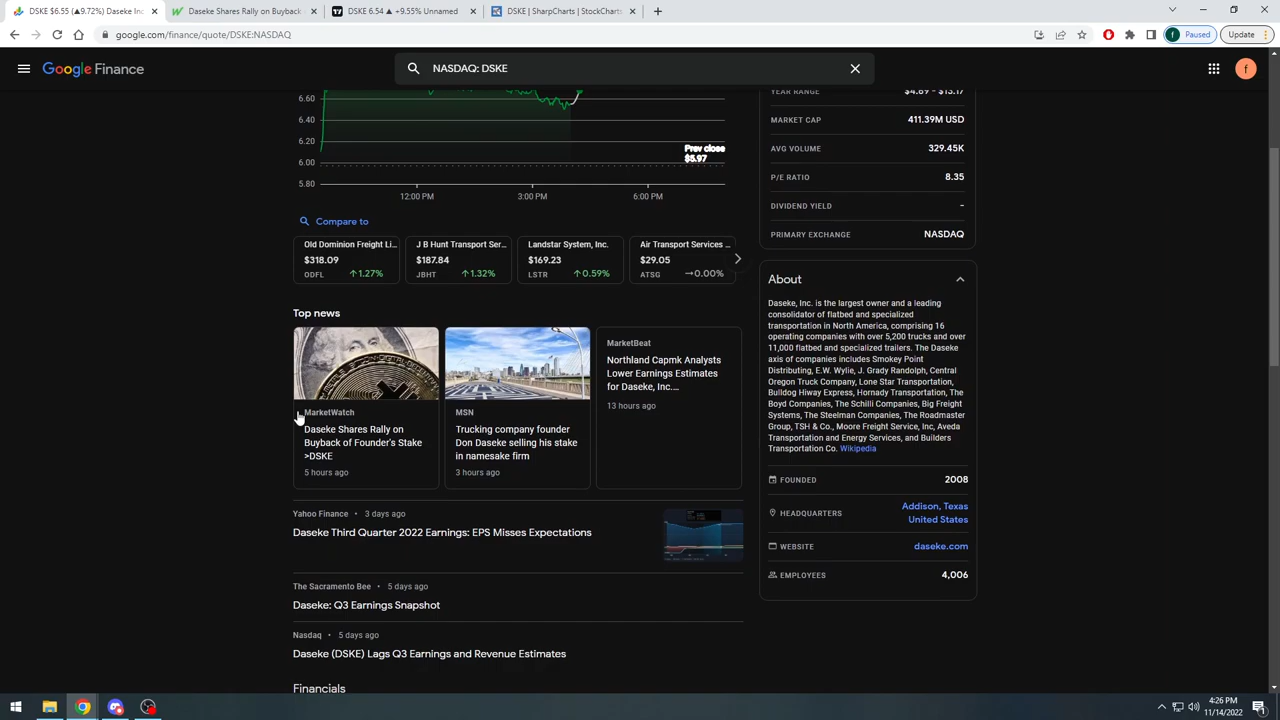 DSKE $6.55 (▲9.72%) Daseke Inc
Daseke Shares Rally on Buyback
DSKE 6.54 ▲ +9.55% Unnamed
DSKE | SharpCharts | StockCharts
google.com/finance/quote/DSKE:NASDAQ
f
Paused
Update
Google Finance
NASDAQ: DSKE
f
6.60
6.40
6.20
6.00
5.80
Prev close
$5.97
12:00 PM
3:00 PM
6:00 PM
Compare to
Old Dominion Freight Li...
$318.09
ODFL ↑1.27%
J B Hunt Transport Ser...
$187.84
JBHT ↑1.32%
Landstar System, Inc.
$169.23
LSTR ↑0.59%
Air Transport Services ...
$29.05
ATSG →0.00%
Top news
MarketWatch
Daseke Shares Rally on
Buyback of Founder's Stake
>DSKE
5 hours ago
MSN
Trucking company founder
Don Daseke selling his stake
in namesake firm
3 hours ago
MarketBeat
Northland Capmk Analysts
Lower Earnings Estimates
for Daseke, Inc....
13 hours ago
Yahoo Finance • 3 days ago
Daseke Third Quarter 2022 Earnings: EPS Misses Expectations
The Sacramento Bee • 5 days ago
Daseke: Q3 Earnings Snapshot
Nasdaq • 5 days ago
Daseke (DSKE) Lags Q3 Earnings and Revenue Estimates
Financials
YEAR RANGE $4.89 - $13.17
MARKET CAP 411.39M USD
AVG VOLUME 329.45K
P/E RATIO 8.35
DIVIDEND YIELD -
PRIMARY EXCHANGE NASDAQ
About
Daseke, Inc. is the largest owner and a leading
consolidator of flatbed and specialized
transportation in North America, comprising 16
operating companies with over 5,200 trucks and over
11,000 flatbed and specialized trailers. The Daseke
axis of companies includes Smokey Point
Distributing, E.W. Wylie, J. Grady Randolph, Central
Oregon Truck Company, Lone Star Transportation,
Bulldog Hiway Express, Hornady Transportation, The
Boyd Companies, The Schilli Companies, Big Freight
Systems, The Steelman Companies, The Roadmaster
Group, TSH & Co., Moore Freight Service, Inc, Aveda
Transportation and Energy Services, and Builders
Transportation Co. Wikipedia
FOUNDED 2008
HEADQUARTERS Addison, Texas
United States
WEBSITE daseke.com
EMPLOYEES 4,006
4:26 PM
11/14/2022